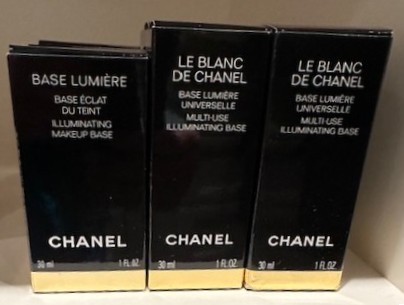 BASE LUMIÈRE
BASE ÉCLAT
DU TEINT
ILLUMINATING
MAKEUP BASE
CHANEL
30 ml 1 FL OZ
LE BLANC
DE CHANEL
BASE LUMIÈRE
UNIVERSELLE
MULTI-USE
ILLUMINATING BASE
CHANEL
30 ml 1 FL OZ
LE BLANC
DE CHANEL
BASE LUMIÈRE
UNIVERSELLE
MULTI-USE
ILLUMINATING BASE
CHANEL
30 ml 1 FL OZ